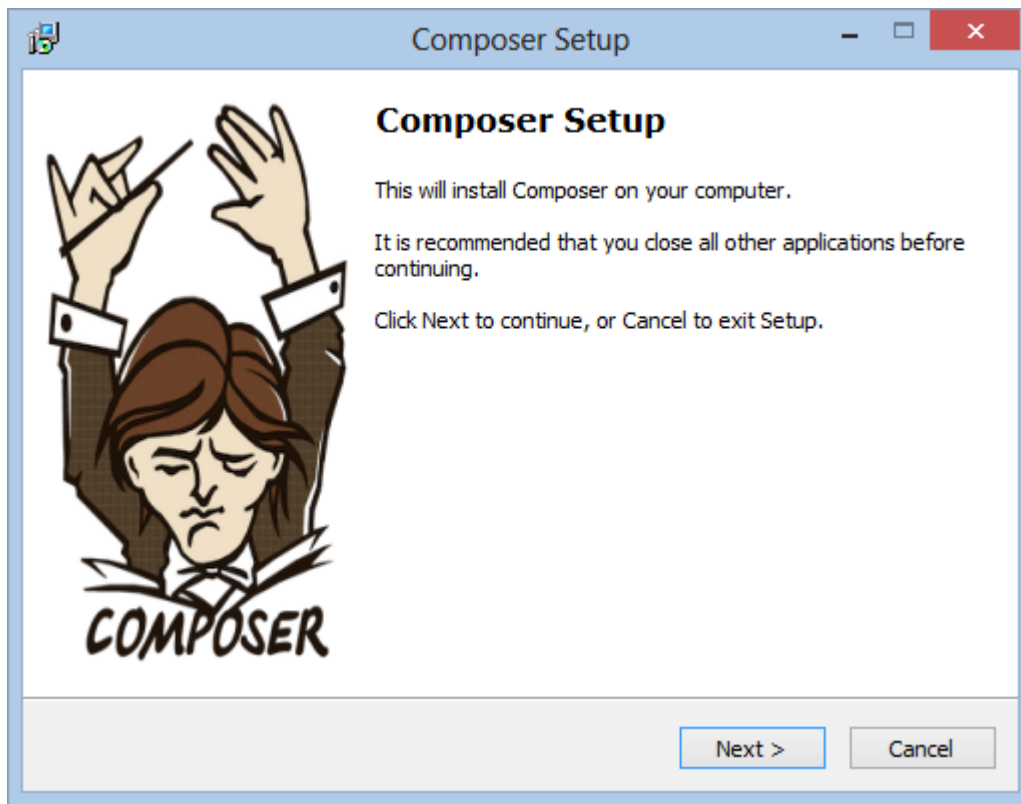 Composer Setup
Composer Setup
This will install Composer on your computer.
It is recommended that you close all other applications before
continuing.
Click Next to continue, or Cancel to exit Setup.
COMPOSER
Next >
Cancel